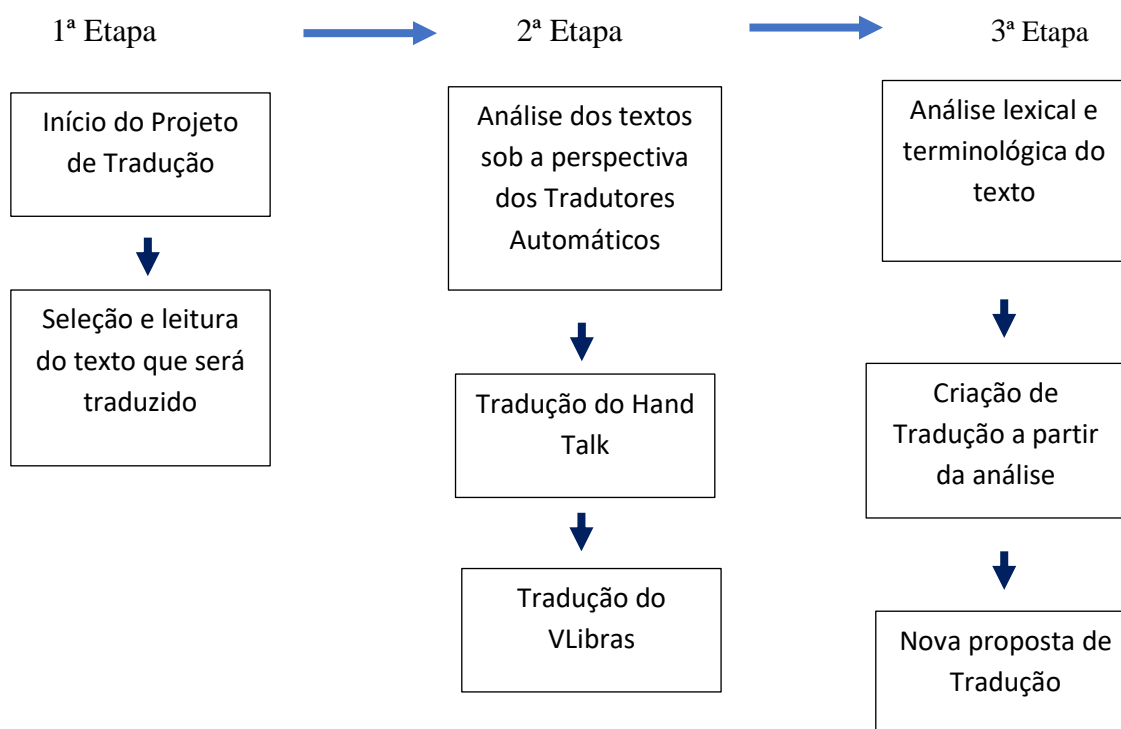 1ª Etapa
2ª Etapa
3ª Etapa
Início do Projeto
de Tradução
Seleção e leitura
do texto que será
traduzido
Análise dos textos
sob a perspectiva
dos Tradutores
Automáticos
Tradução do Hand
Talk
Tradução do
VLibras
Análise lexical e
terminológica do
texto
Criação de
Tradução a partir
da análise
Nova proposta de
Tradução